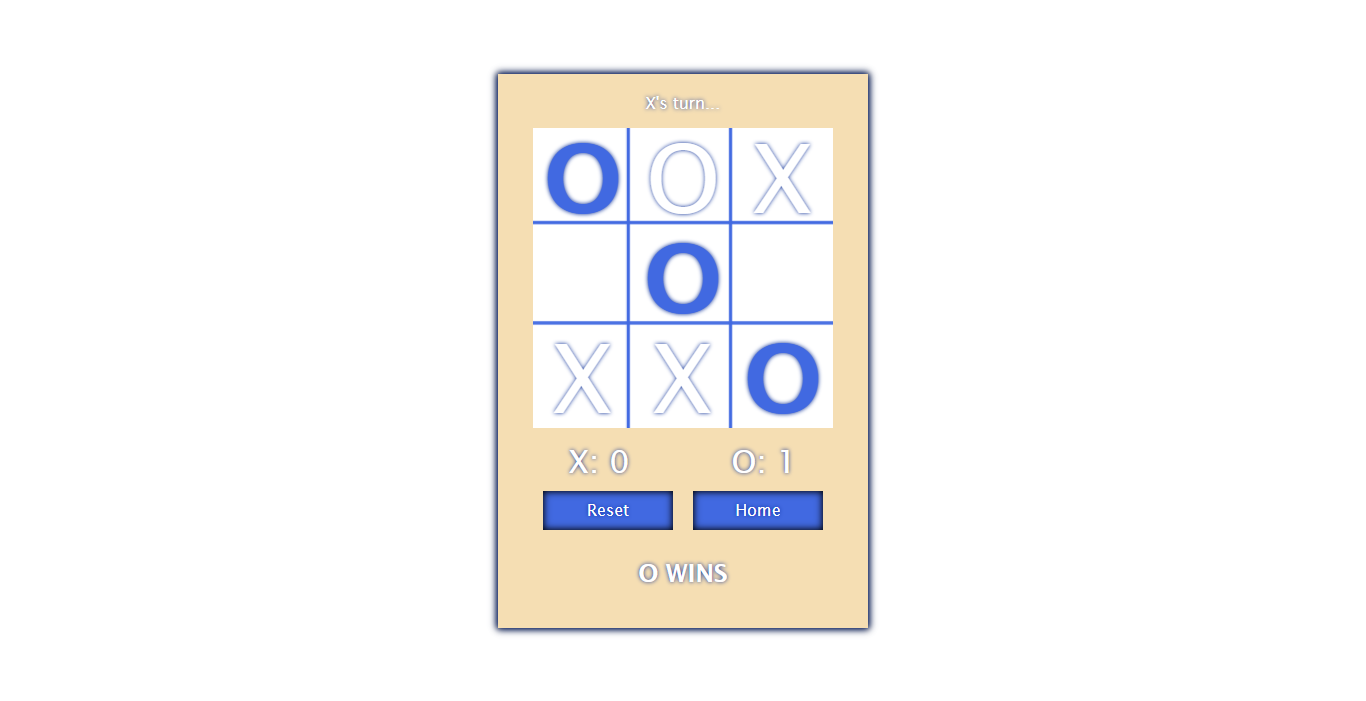 X's turn...
O O X
O
X X O
X: 0 O: 1
Reset Home
O WINS